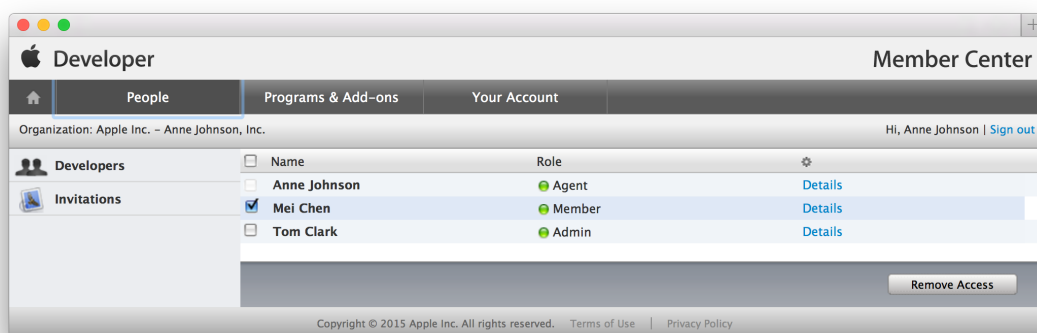 Developer Member Center
People Programs & Add-ons Your Account
Organization: Apple Inc. – Anne Johnson, Inc. Hi, Anne Johnson | Sign out
Developers
Invitations
Name Role
Anne Johnson Agent Details
Mei Chen Member Details
Tom Clark Admin Details
Remove Access
Copyright © 2015 Apple Inc. All rights reserved. Terms of Use | Privacy Policy